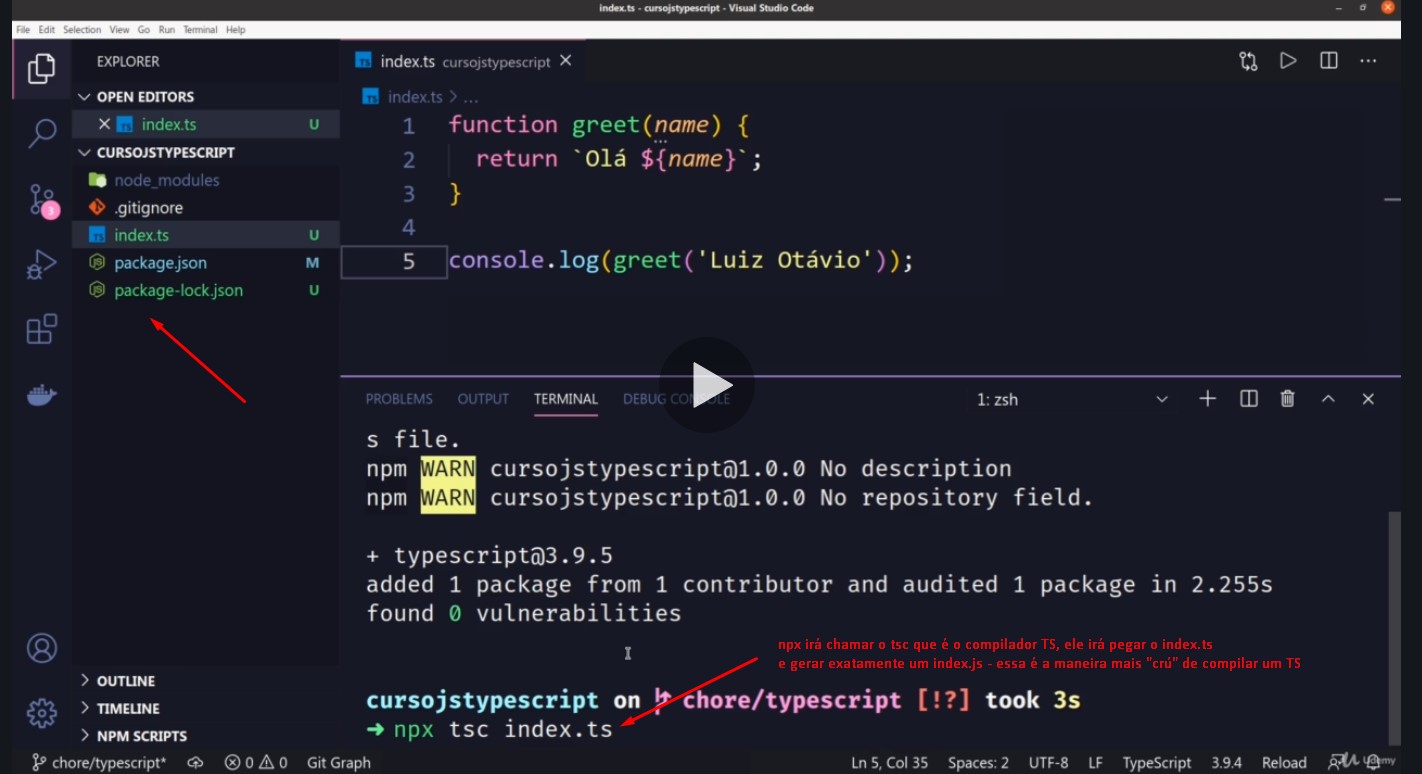 index.ts - cursojstypescript - Visual Studio Code
File Edit Selection View Go Run Terminal Help
EXPLORER
OPEN EDITORS
index.ts U
CURSOJSTYPESCRIPT
node_modules
.gitignore
index.ts U
package.json M
package-lock.json U
3
OUTLINE
TIMELINE
NPM SCRIPTS
index.ts cursojstypescript
index.ts > ...
1 function greet(name) {
2 return `Olá ${name}`;
3 }
4
5 console.log(greet('Luiz Otávio'));
PROBLEMS OUTPUT TERMINAL DEBUG CONSOLE 1: zsh
s file.
npm WARN cursojstypescript@1.0.0 No description
npm WARN cursojstypescript@1.0.0 No repository field.
+ typescript@3.9.5
added 1 package from 1 contributor and audited 1 package in 2.255s
found 0 vulnerabilities
npx irá chamar o tsc que é o compilador TS, ele irá pegar o index.ts
e gerar exatamente um index.js - essa é a maneira mais "crú" de compilar um TS
cursojstypescript on chore/typescript [!?] took 3s
➜ npx tsc index.ts
chore/typescript* 0 0 Git Graph Ln 5, Col 35 Spaces: 2 UTF-8 LF TypeScript 3.9.4 Reload
Udemy